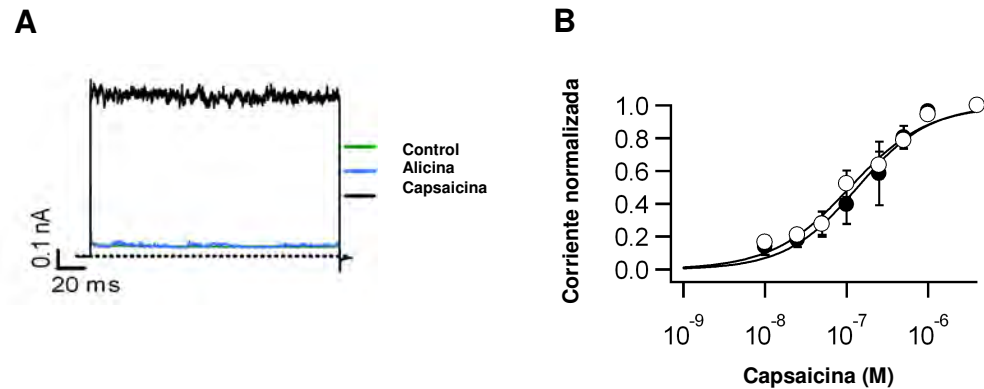 A
Control
Alicina
Capsaicina
0.1 nA
20 ms
B
Corriente normalizada
1.0
0.8
0.6
0.4
0.2
0.0
10-9
10-8
10-7
10-6
Capsaicina (M)